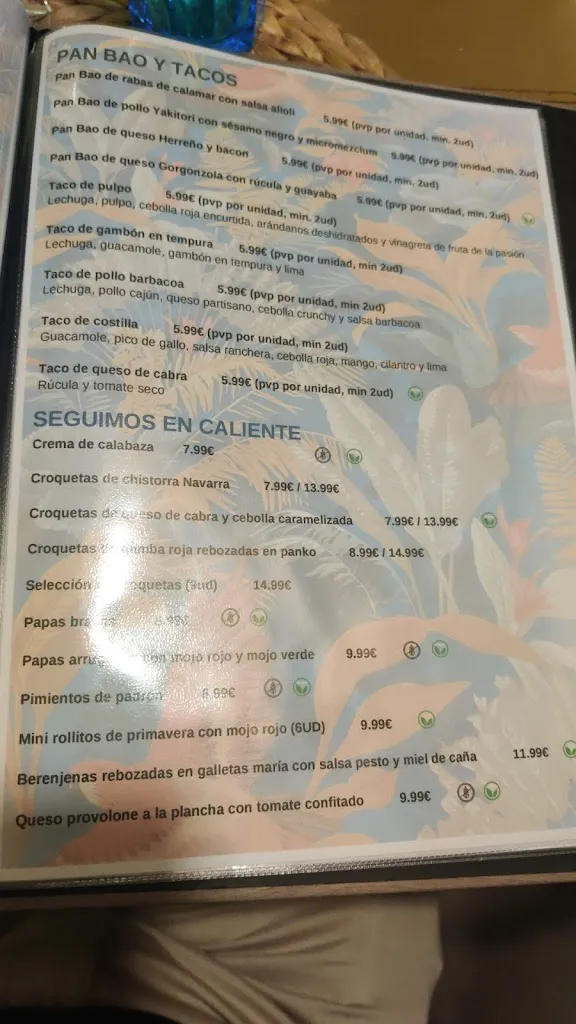 PAN BAO Y TACOS
Pan Bao de rabas de calamar con salsa alioli 5.99€ (pvp por unidad, min. 2ud)
Pan Bao de pollo Yakitori con sésamo negro y micromezclum 5.99€ (pvp por unidad, min. 2ud)
Pan Bao de queso Herreño y bacon 5.99€ (pvp por unidad, min. 2ud)
Pan Bao de queso Gorgonzola con rúcula y guayaba 5.99€ (pvp por unidad, min. 2ud)
Taco de pulpo 5.99€ (pvp por unidad, min. 2ud)
Lechuga, pulpo, cebolla roja encurtida, arándanos deshidratados y vinagreta de fruta de la pasión
Taco de gambón en tempura 5.99€ (pvp por unidad, min 2ud)
Lechuga, guacamole, gambón en tempura y lima
Taco de pollo barbacoa 5.99€ (pvp por unidad, min 2ud)
Lechuga, pollo cajún, queso partisano, cebolla crunchy y salsa barbacoa
Taco de costilla 5.99€ (pvp por unidad, min 2ud)
Guacamole, pico de gallo, salsa ranchera, cebolla roja, mango, cilantro y lima
Taco de queso de cabra 5.99€ (pvp por unidad, min 2ud)
Rúcula y tomate seco
SEGUIMOS EN CALIENTE
Crema de calabaza 7.99€
Croquetas de chistorra Navarra 7.99€ / 13.99€
Croquetas de queso de cabra y cebolla caramelizada 7.99€ / 13.99€
Croquetas de gamba roja rebozadas en panko 8.99€ / 14.99€
Selección croquetas (9ud) 14.99€
Papas
Papas con mojo rojo y mojo verde 9.99€
Pimientos de padrón 8.99€
Mini rollitos de primavera con mojo rojo (6UD) 9.99€
Berenjenas rebozadas en galletas maría con salsa pesto y miel de caña 11.99€
Queso provolone a la plancha con tomate confitado 9.99€